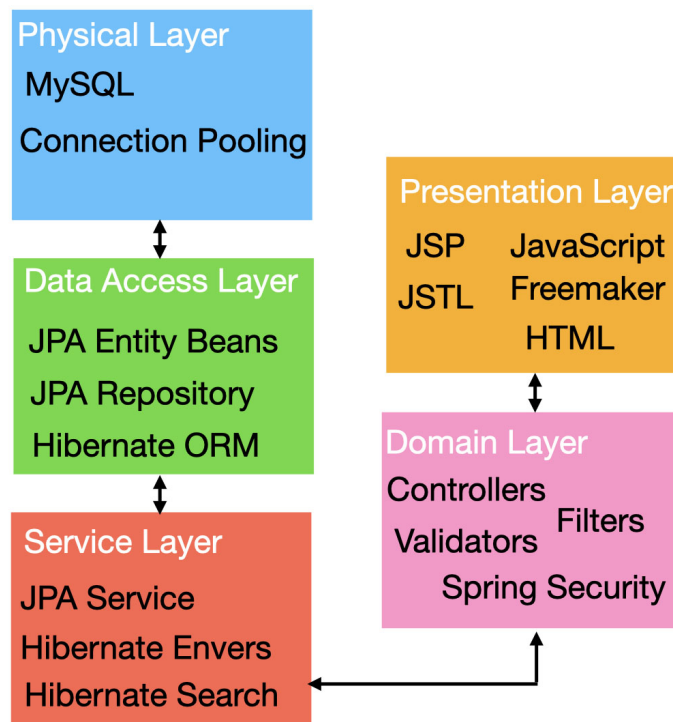 Physical Layer
MySQL
Connection Pooling
Data Access Layer
JPA Entity Beans
JPA Repository
Hibernate ORM
Service Layer
JPA Service
Hibernate Envers
Hibernate Search
Presentation Layer
JSP JavaScript
JSTL Freemaker
HTML
Domain Layer
Controllers
Filters
Validators
Spring Security